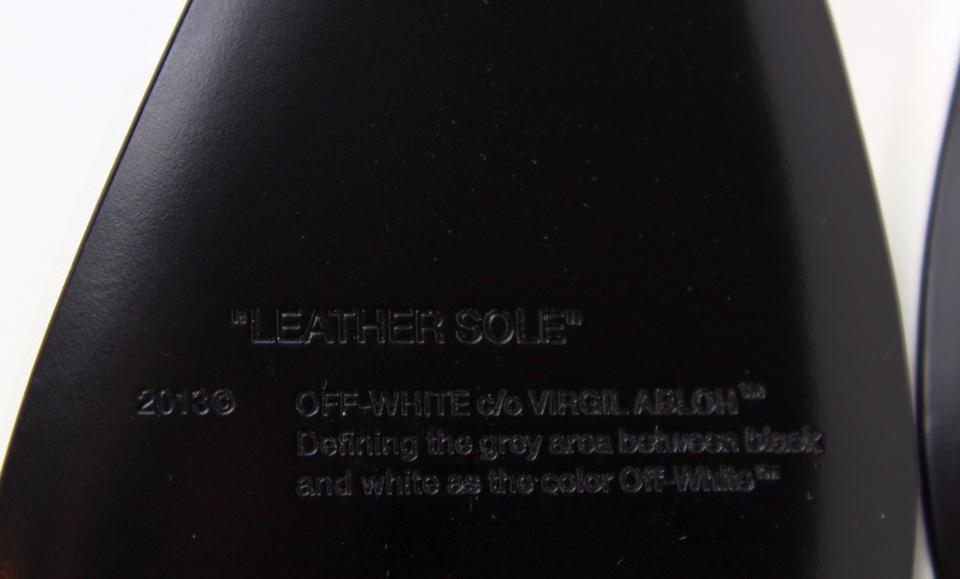 "LEATHER SOLE"
2013© OFF-WHITE c/o VIRGIL ABLOH™
Defining the grey area between black
and white as the color Off-White™